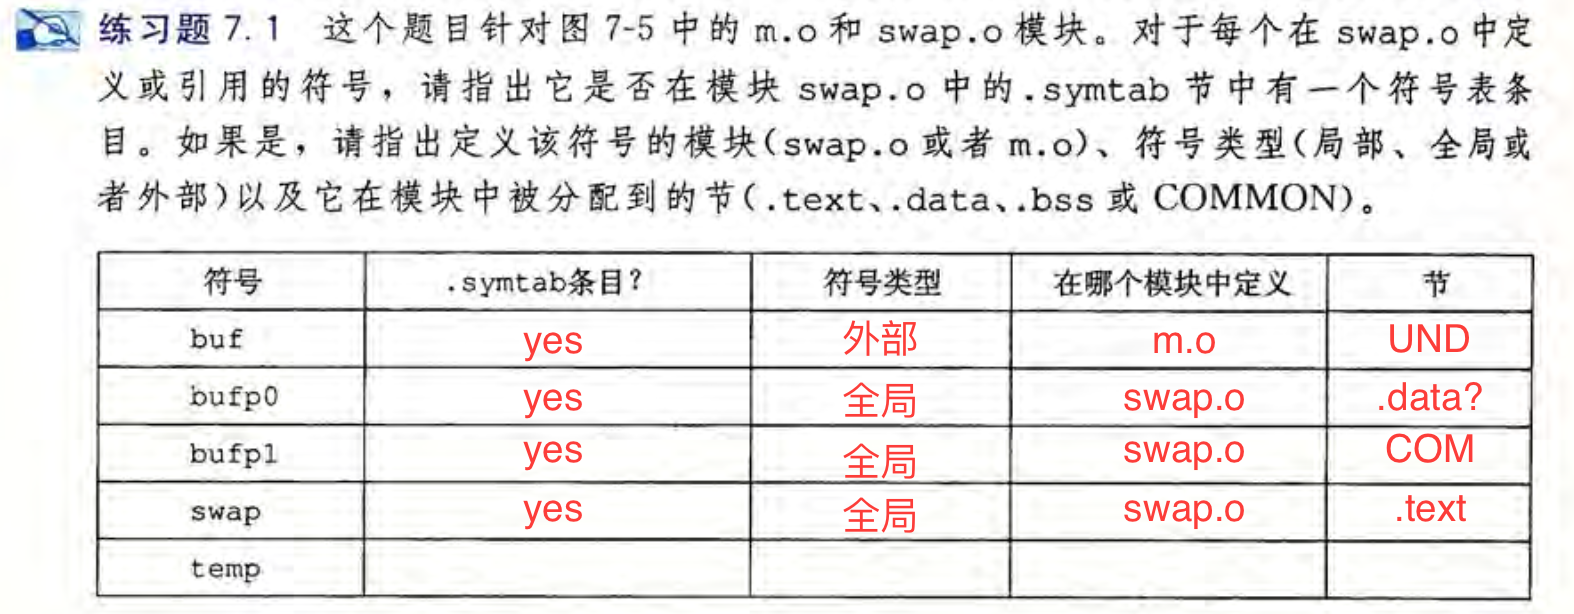 练习题 7.1 这个题目针对图 7-5 中的 m.o 和 swap.o 模块。对于每个在 swap.o 中定
义或引用的符号，请指出它是否在模块 swap.o 中的.symtab 节中有一个符号表条
目。如果是，请指出定义该符号的模块(swap.o 或者 m.o)、符号类型(局部、全局或
者外部)以及它在模块中被分配到的节(.text、.data、.bss 或 COMMON)。
符号 .symtab条目? 符号类型 在哪个模块中定义 节
buf yes 外部 m.o UND
bufp0 yes 全局 swap.o .data?
bufp1 yes 全局 swap.o COM
swap yes 全局 swap.o .text
temp